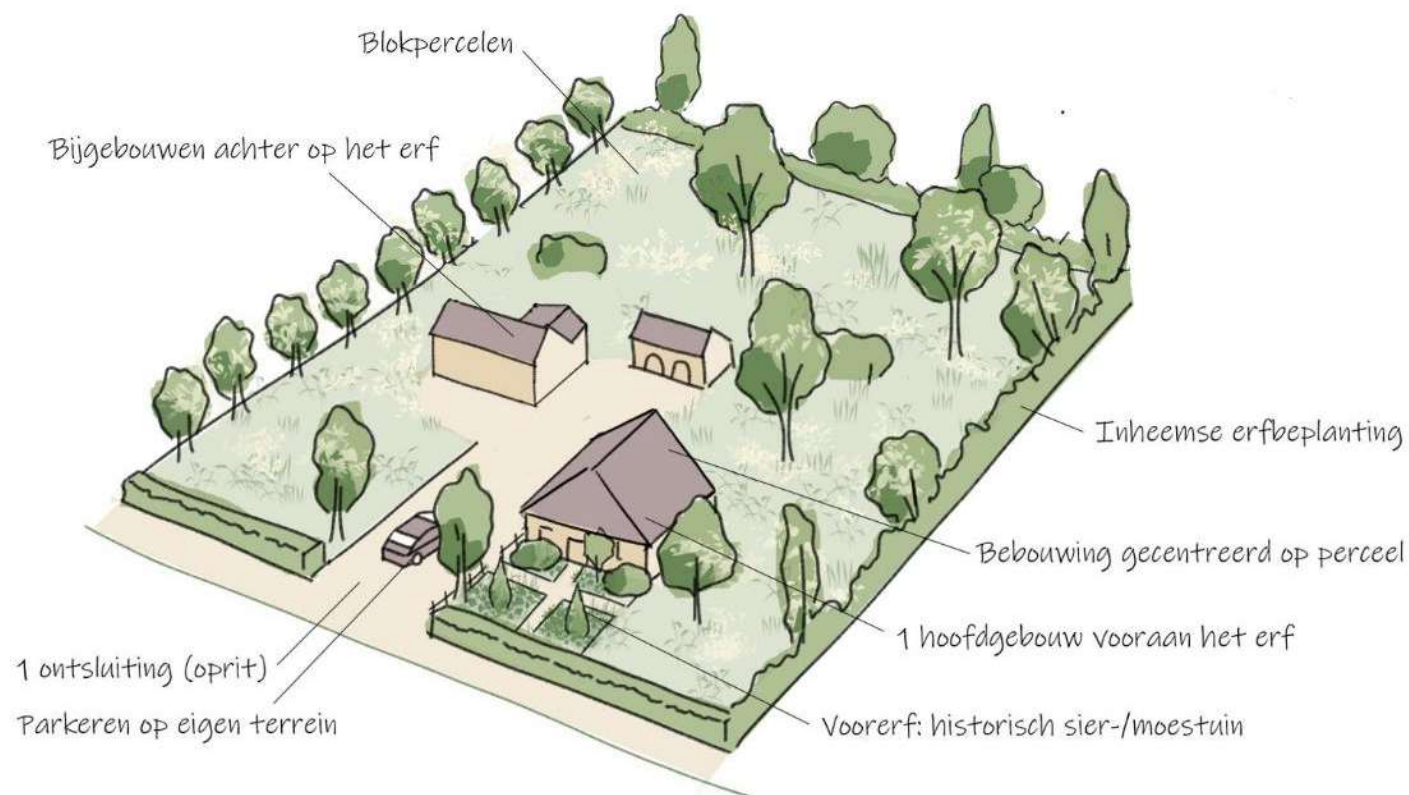 Blokpercelen
Bijgebouwen achter op het erf
Inheemse erfbeplanting
Bebouwing gecentreerd op perceel
1 hoofdgebouw vooraan het erf
1 ontsluiting (oprit)
Parkeren op eigen terrein
Voorerf: historisch sier-/moestuin